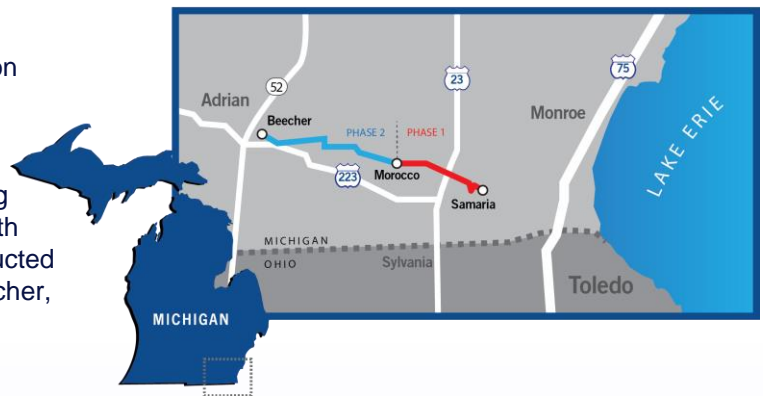 on
g
th
ucted
cher,
52
23
75
Adrian
Beecher
PHASE 2
PHASE 1
Monroe
LAKE ERIE
Morocco
223
Samaria
MICHIGAN
OHIO
Sylvania
Toledo
MICHIGAN